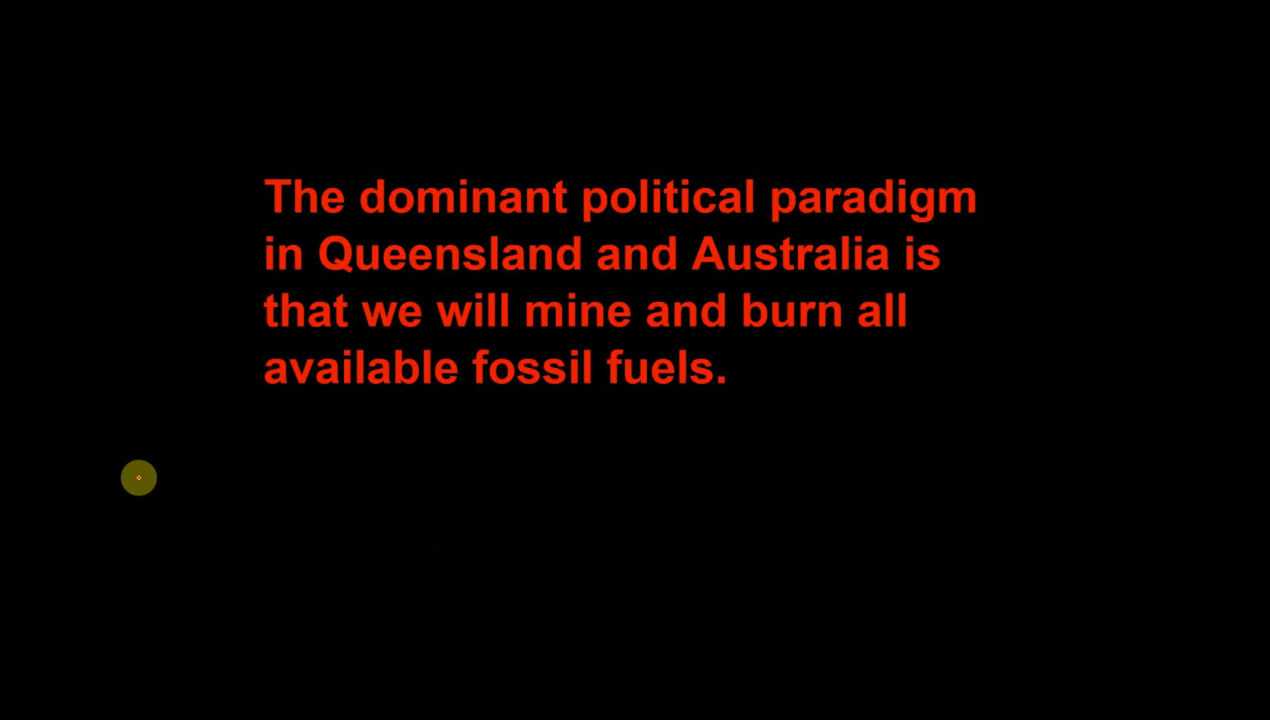 The dominant political paradigm
in Queensland and Australia is
that we will mine and burn all
available fossil fuels.